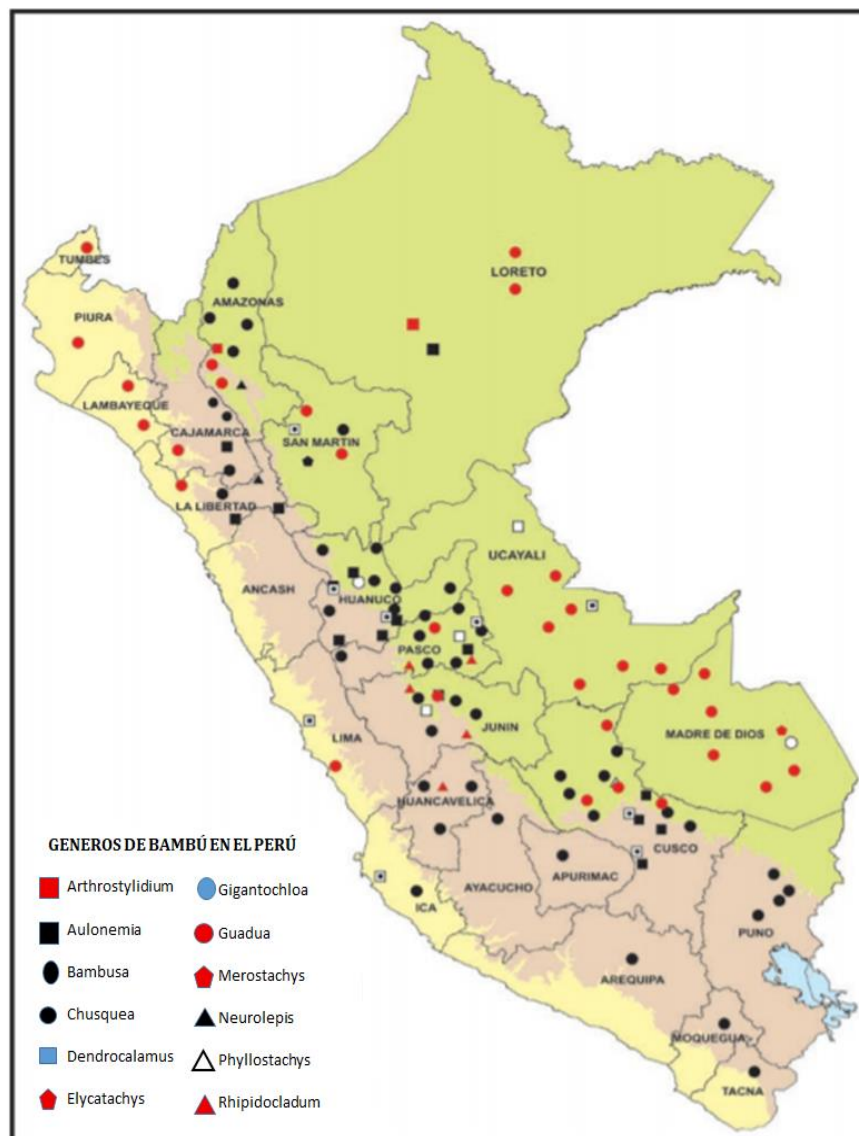 LORETO
TUMBES
AMAZONAS
PIURA
LAMBAYEQUE
CAJAMARCA
SAN MARTIN
LA LIBERTAD
UCAYALI
ANCASH
HUANUCO
PASCO
JUNIN
MADRE DE DIOS
LIMA
HUANCAVELICA
CUSCO
APURIMAC
AYACUCHO
ICA
PUNO
AREQUIPA
MOQUEGUA
TACNA
GENEROS DE BAMBÚ EN EL PERÚ
Arthrostylidium
Aulonemia
Bambusa
Chusquea
Dendrocalamus
Elycatachys
Gigantochloa
Guadua
Merostachys
Neurolepis
Phyllostachys
Rhipidocladum